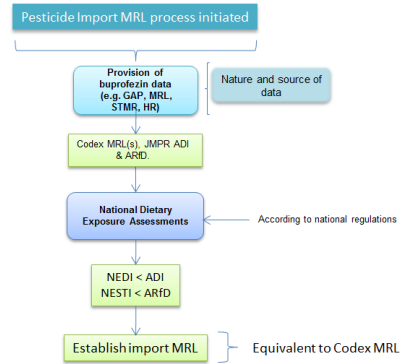 Pesticide Import MRL process initiated
Provision of
buprofezin data
(e.g. GAP, MRL,
STMR, HR)
Nature and source of
data
Codex MRL(s), JMPR ADI
& ARfD.
National Dietary
Exposure Assessments
According to national regulations
NEDI < ADI
NESTI < ARfD
Establish import MRL
Equivalent to Codex MRL